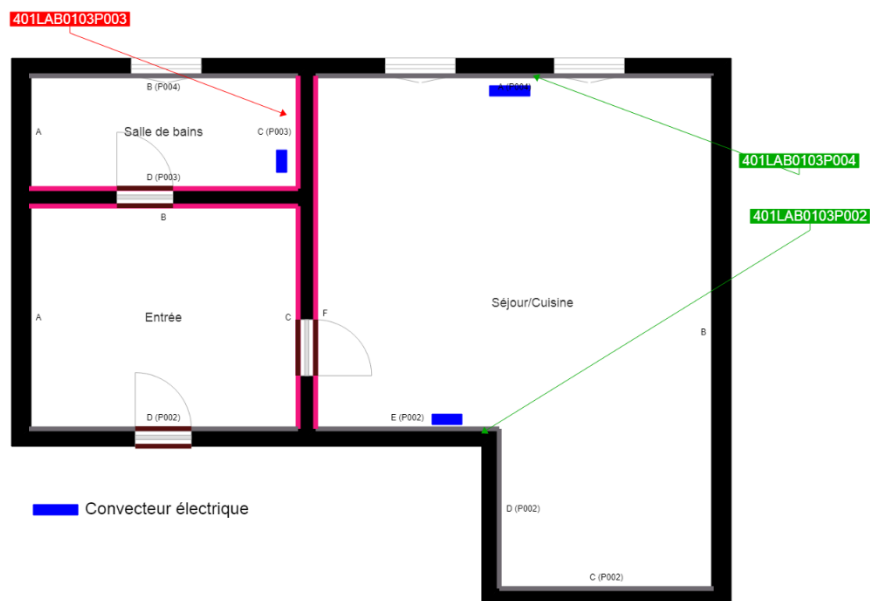 401LAB0103P003
B (P004)
A (P004)
A
Salle de bains
C (P003)
401LAB0103P004
D (P003)
B
401LAB0103P002
Séjour/Cuisine
A
Entrée
C
F
B
D (P002)
E (P002)
Convecteur électrique
D (P002)
C (P002)